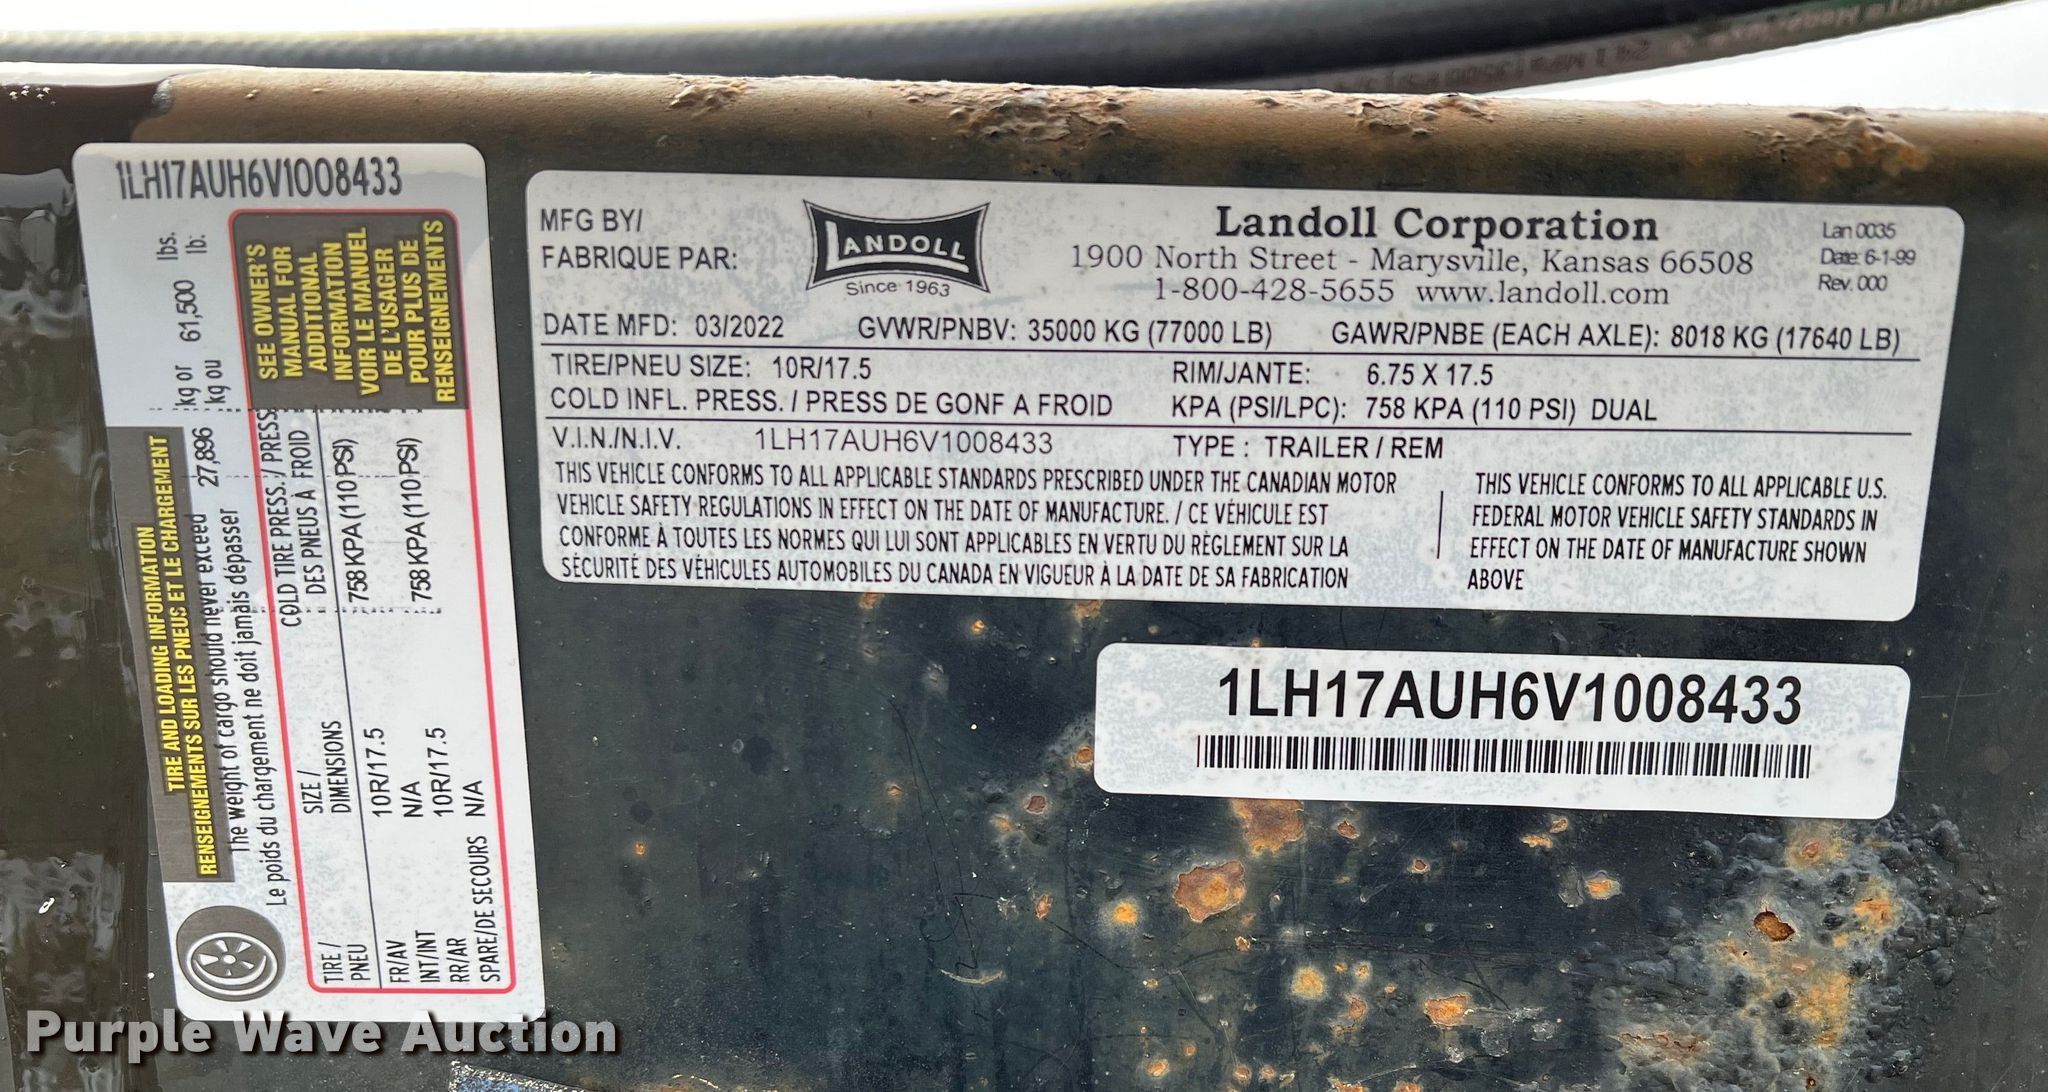 1LH17AUH6V1008433
TIRE AND LOADING INFORMATION
RENSEIGNEMENTS SUR LES PNEUS ET LE CHARGEMENT
SEE OWNER'S
MANUAL FOR
ADDITIONAL
INFORMATION
VOIR LE MANUEL
DE L'USAGER
POUR PLUS DE
RENSEIGNEMENTS
The weight of cargo should never exceed 27,896 kg or 61,500 lbs.
Le poids du chargement ne doit jamais dépasser kg ou lb.
TIRE / SIZE / COLD TIRE PRESS. / PRESS
PNEU DIMENSIONS DES PNEUS À FROID
FR/AV 10R/17.5 758 KPA (110 PSI)
INT/INT N/A
RR/AR 10R/17.5 758 KPA (110 PSI)
SPARE/DE SECOURS N/A
MFG BY/
FABRIQUE PAR:
LANDOLL
Since 1963
Landoll Corporation
1900 North Street - Marysville, Kansas 66508
1-800-428-5655 www.landoll.com
Lan 0035
Date: 6-1-99
Rev. 000
DATE MFD: 03/2022 GVWR/PNBV: 35000 KG (77000 LB) GAWR/PNBE (EACH AXLE): 8018 KG (17640 LB)
TIRE/PNEU SIZE: 10R/17.5 RIM/JANTE: 6.75 X 17.5
COLD INFL. PRESS. / PRESS DE GONF A FROID KPA (PSI/LPC): 758 KPA (110 PSI) DUAL
V.I.N./N.I.V. 1LH17AUH6V1008433 TYPE : TRAILER / REM
THIS VEHICLE CONFORMS TO ALL APPLICABLE STANDARDS PRESCRIBED UNDER THE CANADIAN MOTOR
VEHICLE SAFETY REGULATIONS IN EFFECT ON THE DATE OF MANUFACTURE. / CE VÉHICULE EST
CONFORME À TOUTES LES NORMES QUI LUI SONT APPLICABLES EN VERTU DU RÈGLEMENT SUR LA
SÉCURITÉ DES VÉHICULES AUTOMOBILES DU CANADA EN VIGUEUR À LA DATE DE SA FABRICATION
THIS VEHICLE CONFORMS TO ALL APPLICABLE U.S.
FEDERAL MOTOR VEHICLE SAFETY STANDARDS IN
EFFECT ON THE DATE OF MANUFACTURE SHOWN
ABOVE
1LH17AUH6V1008433
Purple Wave Auction